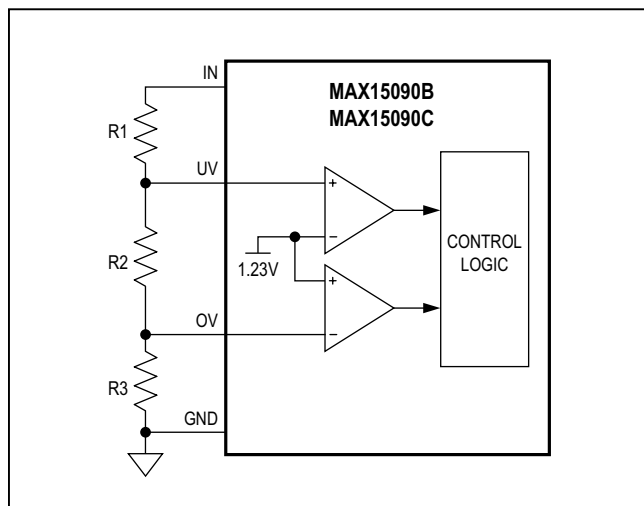 IN
MAX15090B
MAX15090C
R1
UV
+
−
1.23V
CONTROL
LOGIC
R2
+
−
OV
R3
GND